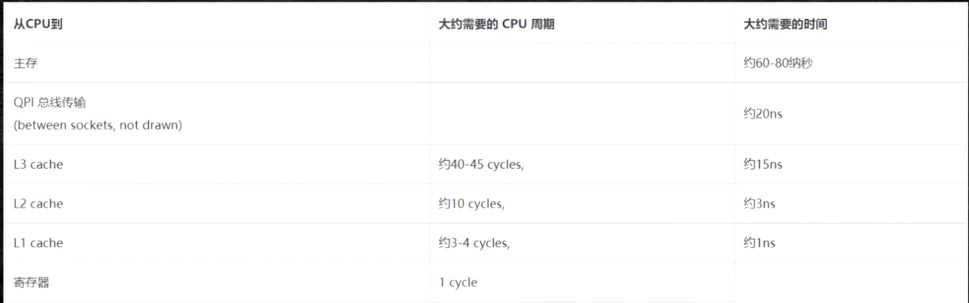 从CPU到 大约需要的 CPU 周期 大约需要的时间
主存 约60-80纳秒
QPI 总线传输
(between sockets, not drawn) 约20ns
L3 cache 约40-45 cycles, 约15ns
L2 cache 约10 cycles, 约3ns
L1 cache 约3-4 cycles, 约1ns
寄存器 1 cycle